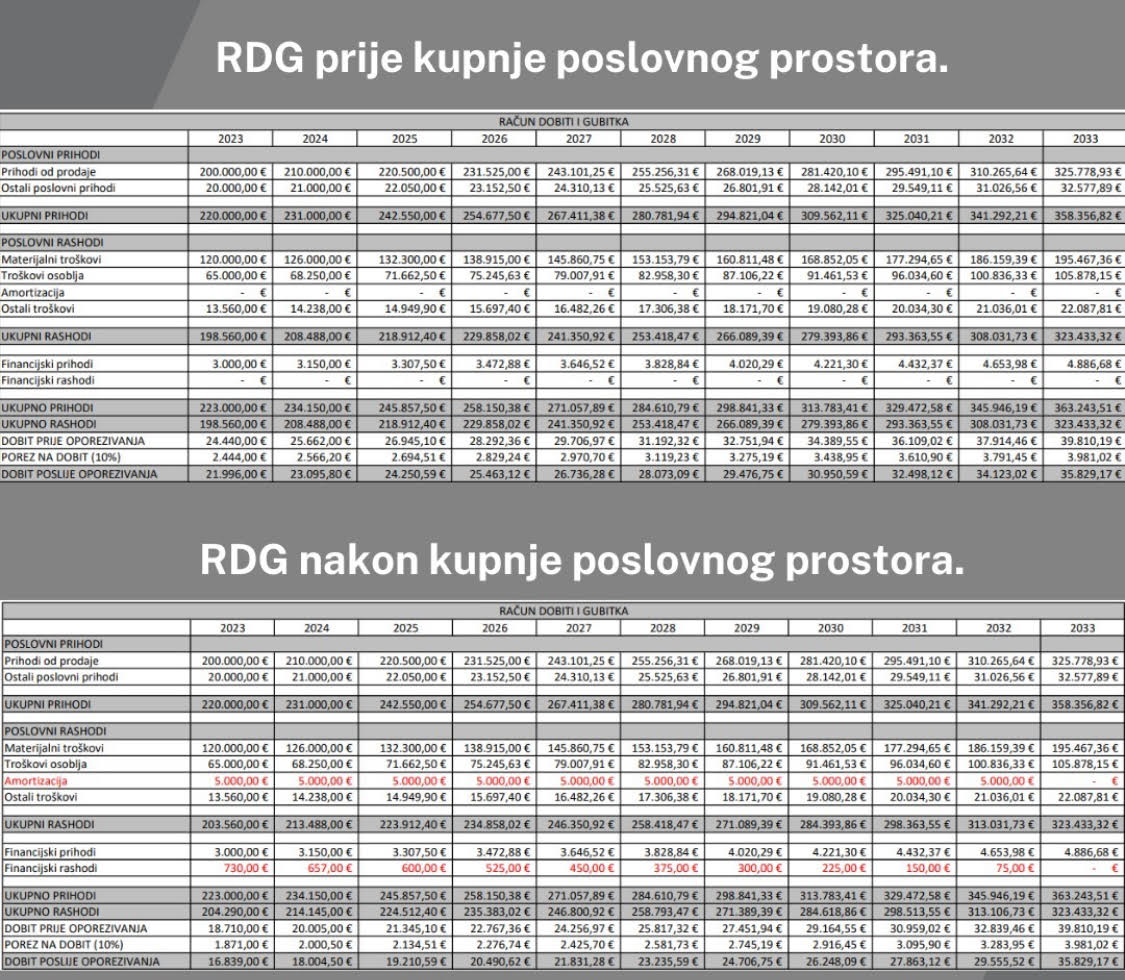 RDG prije kupnje poslovnog prostora.
RAČUN DOBITI I GUBITKA
2023 2024 2025 2026 2027 2028 2029 2030 2031 2032 2033
POSLOVNI PRIHODI
Prihodi od prodaje 200.000,00 € 210.000,00 € 220.500,00 € 231.525,00 € 243.101,25 € 255.256,31 € 268.019,13 € 281.420,10 € 295.491,10 € 310.265,64 € 325.778,93 €
Ostali poslovni prihodi 20.000,00 € 21.000,00 € 22.050,00 € 23.152,50 € 24.310,13 € 25.525,63 € 26.801,91 € 28.142,01 € 29.549,11 € 31.026,56 € 32.577,89 €
UKUPNI PRIHODI 220.000,00 € 231.000,00 € 242.550,00 € 254.677,50 € 267.411,38 € 280.781,94 € 294.821,04 € 309.562,11 € 325.040,21 € 341.292,21 € 358.356,82 €
POSLOVNI RASHODI
Materijalni troškovi 120.000,00 € 126.000,00 € 132.300,00 € 138.915,00 € 145.860,75 € 153.153,79 € 160.811,48 € 168.852,05 € 177.294,65 € 186.159,39 € 195.467,36 €
Troškovi osoblja 65.000,00 € 68.250,00 € 71.662,50 € 75.245,63 € 79.007,91 € 82.958,30 € 87.106,22 € 91.461,53 € 96.034,60 € 100.836,33 € 105.878,15 €
Amortizacija - € - € - € - € - € - € - € - € - € - € - €
Ostali troškovi 13.560,00 € 14.238,00 € 14.949,90 € 15.697,40 € 16.482,26 € 17.306,38 € 18.171,70 € 19.080,28 € 20.034,30 € 21.036,01 € 22.087,81 €
UKUPNI RASHODI 198.560,00 € 208.488,00 € 218.912,40 € 229.858,02 € 241.350,92 € 253.418,47 € 266.089,39 € 279.393,86 € 293.363,55 € 308.031,73 € 323.433,32 €
Financijski prihodi 3.000,00 € 3.150,00 € 3.307,50 € 3.472,88 € 3.646,52 € 3.828,84 € 4.020,29 € 4.221,30 € 4.432,37 € 4.653,98 € 4.886,68 €
Financijski rashodi - € - € - € - € - € - € - € - € - € - € - €
UKUPNO PRIHODI 223.000,00 € 234.150,00 € 245.857,50 € 258.150,38 € 271.057,89 € 284.610,79 € 298.841,33 € 313.783,41 € 329.472,58 € 345.946,19 € 363.243,51 €
UKUPNO RASHODI 198.560,00 € 208.488,00 € 218.912,40 € 229.858,02 € 241.350,92 € 253.418,47 € 266.089,39 € 279.393,86 € 293.363,55 € 308.031,73 € 323.433,32 €
DOBIT PRIJE OPOREZIVANJA 24.440,00 € 25.662,00 € 26.945,10 € 28.292,36 € 29.706,97 € 31.192,32 € 32.751,94 € 34.389,55 € 36.109,02 € 37.914,46 € 39.810,19 €
POREZ NA DOBIT (10%) 2.444,00 € 2.566,20 € 2.694,51 € 2.829,24 € 2.970,70 € 3.119,23 € 3.275,19 € 3.438,95 € 3.610,90 € 3.791,45 € 3.981,02 €
DOBIT POSLIJE OPOREZIVANJA 21.996,00 € 23.095,80 € 24.250,59 € 25.463,12 € 26.736,28 € 28.073,09 € 29.476,75 € 30.950,59 € 32.498,12 € 34.123,02 € 35.829,17 €
RDG nakon kupnje poslovnog prostora.
RAČUN DOBITI I GUBITKA
2023 2024 2025 2026 2027 2028 2029 2030 2031 2032 2033
POSLOVNI PRIHODI
Prihodi od prodaje 200.000,00 € 210.000,00 € 220.500,00 € 231.525,00 € 243.101,25 € 255.256,31 € 268.019,13 € 281.420,10 € 295.491,10 € 310.265,64 € 325.778,93 €
Ostali poslovni prihodi 20.000,00 € 21.000,00 € 22.050,00 € 23.152,50 € 24.310,13 € 25.525,63 € 26.801,91 € 28.142,01 € 29.549,11 € 31.026,56 € 32.577,89 €
UKUPNI PRIHODI 220.000,00 € 231.000,00 € 242.550,00 € 254.677,50 € 267.411,38 € 280.781,94 € 294.821,04 € 309.562,11 € 325.040,21 € 341.292,21 € 358.356,82 €
POSLOVNI RASHODI
Materijalni troškovi 120.000,00 € 126.000,00 € 132.300,00 € 138.915,00 € 145.860,75 € 153.153,79 € 160.811,48 € 168.852,05 € 177.294,65 € 186.159,39 € 195.467,36 €
Troškovi osoblja 65.000,00 € 68.250,00 € 71.662,50 € 75.245,63 € 79.007,91 € 82.958,30 € 87.106,22 € 91.461,53 € 96.034,60 € 100.836,33 € 105.878,15 €
Amortizacija 5.000,00 € 5.000,00 € 5.000,00 € 5.000,00 € 5.000,00 € 5.000,00 € 5.000,00 € 5.000,00 € 5.000,00 € 5.000,00 € - €
Ostali troškovi 13.560,00 € 14.238,00 € 14.949,90 € 15.697,40 € 16.482,26 € 17.306,38 € 18.171,70 € 19.080,28 € 20.034,30 € 21.036,01 € 22.087,81 €
UKUPNI RASHODI 203.560,00 € 213.488,00 € 223.912,40 € 234.858,02 € 246.350,92 € 258.418,47 € 271.089,39 € 284.393,86 € 298.363,55 € 313.031,73 € 323.433,32 €
Financijski prihodi 3.000,00 € 3.150,00 € 3.307,50 € 3.472,88 € 3.646,52 € 3.828,84 € 4.020,29 € 4.221,30 € 4.432,37 € 4.653,98 € 4.886,68 €
Financijski rashodi 730,00 € 657,00 € 600,00 € 525,00 € 450,00 € 375,00 € 300,00 € 225,00 € 150,00 € 75,00 € - €
UKUPNO PRIHODI 223.000,00 € 234.150,00 € 245.857,50 € 258.150,38 € 271.057,89 € 284.610,79 € 298.841,33 € 313.783,41 € 329.472,58 € 345.946,19 € 363.243,51 €
UKUPNO RASHODI 204.290,00 € 214.145,00 € 224.512,40 € 235.383,02 € 246.800,92 € 258.793,47 € 271.389,39 € 284.618,86 € 298.513,55 € 313.106,73 € 323.433,32 €
DOBIT PRIJE OPOREZIVANJA 18.710,00 € 20.005,00 € 21.345,10 € 22.767,36 € 24.256,97 € 25.817,32 € 27.451,94 € 29.164,55 € 30.959,02 € 32.839,46 € 39.810,19 €
POREZ NA DOBIT (10%) 1.871,00 € 2.000,50 € 2.134,51 € 2.276,74 € 2.425,70 € 2.581,73 € 2.745,19 € 2.916,45 € 3.095,90 € 3.283,95 € 3.981,02 €
DOBIT POSLIJE OPOREZIVANJA 16.839,00 € 18.004,50 € 19.210,59 € 20.490,62 € 21.831,28 € 23.235,59 € 24.706,75 € 26.248,09 € 27.863,12 € 29.555,52 € 35.829,17 €